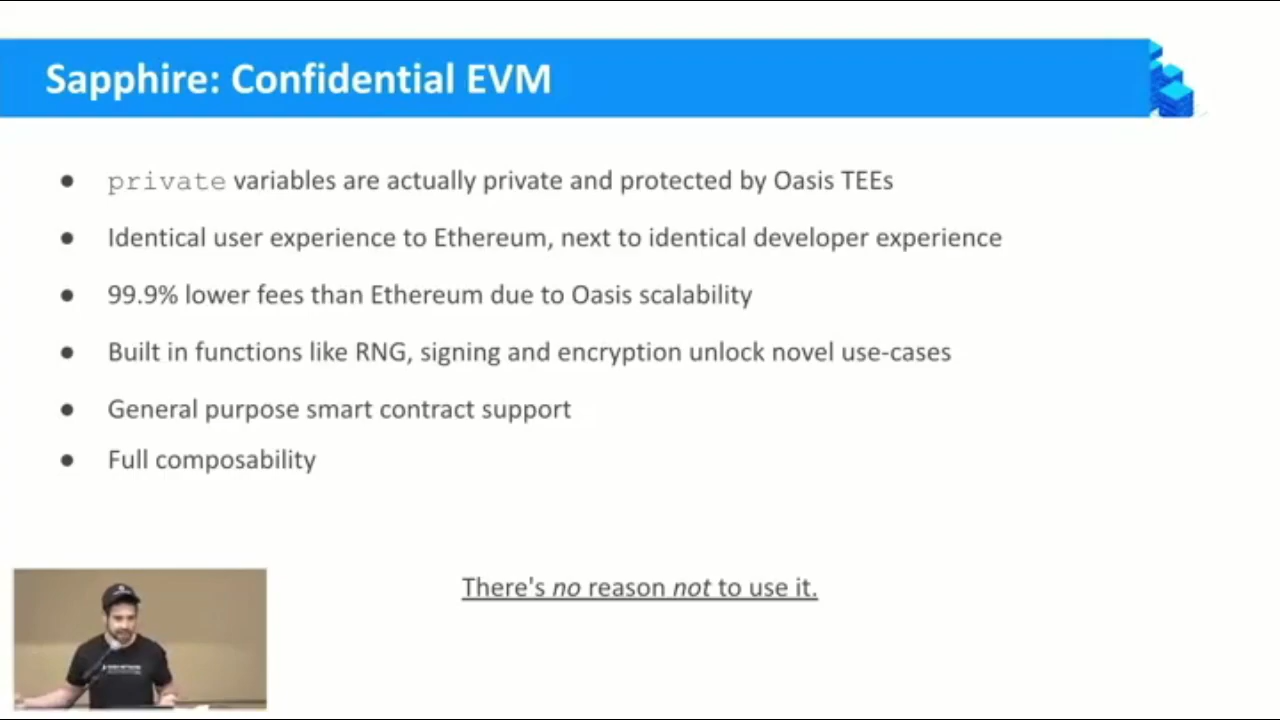 Sapphire: Confidential EVM
● private variables are actually private and protected by Oasis TEEs
● Identical user experience to Ethereum, next to identical developer experience
● 99.9% lower fees than Ethereum due to Oasis scalability
● Built in functions like RNG, signing and encryption unlock novel use-cases
● General purpose smart contract support
● Full composability
There's no reason not to use it.